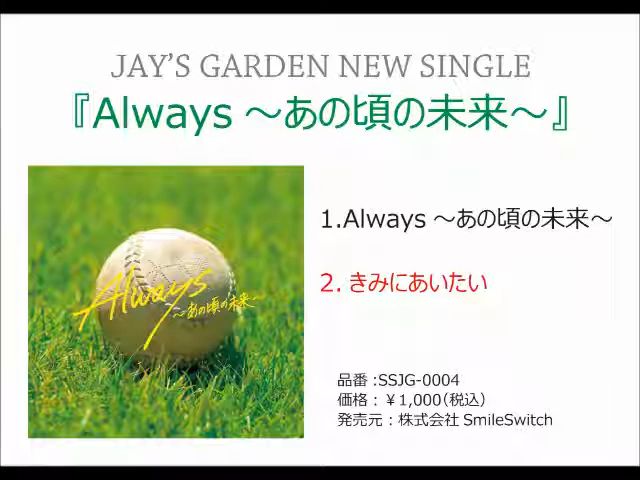 JAY'S GARDEN NEW SINGLE
『Always ～あの頃の未来～』
Always
～あの頃の未来～
1.Always ～あの頃の未来～
2. きみにあいたい
品番 :SSJG-0004
価格 : ￥1,000(税込)
発売元 : 株式会社 SmileSwitch